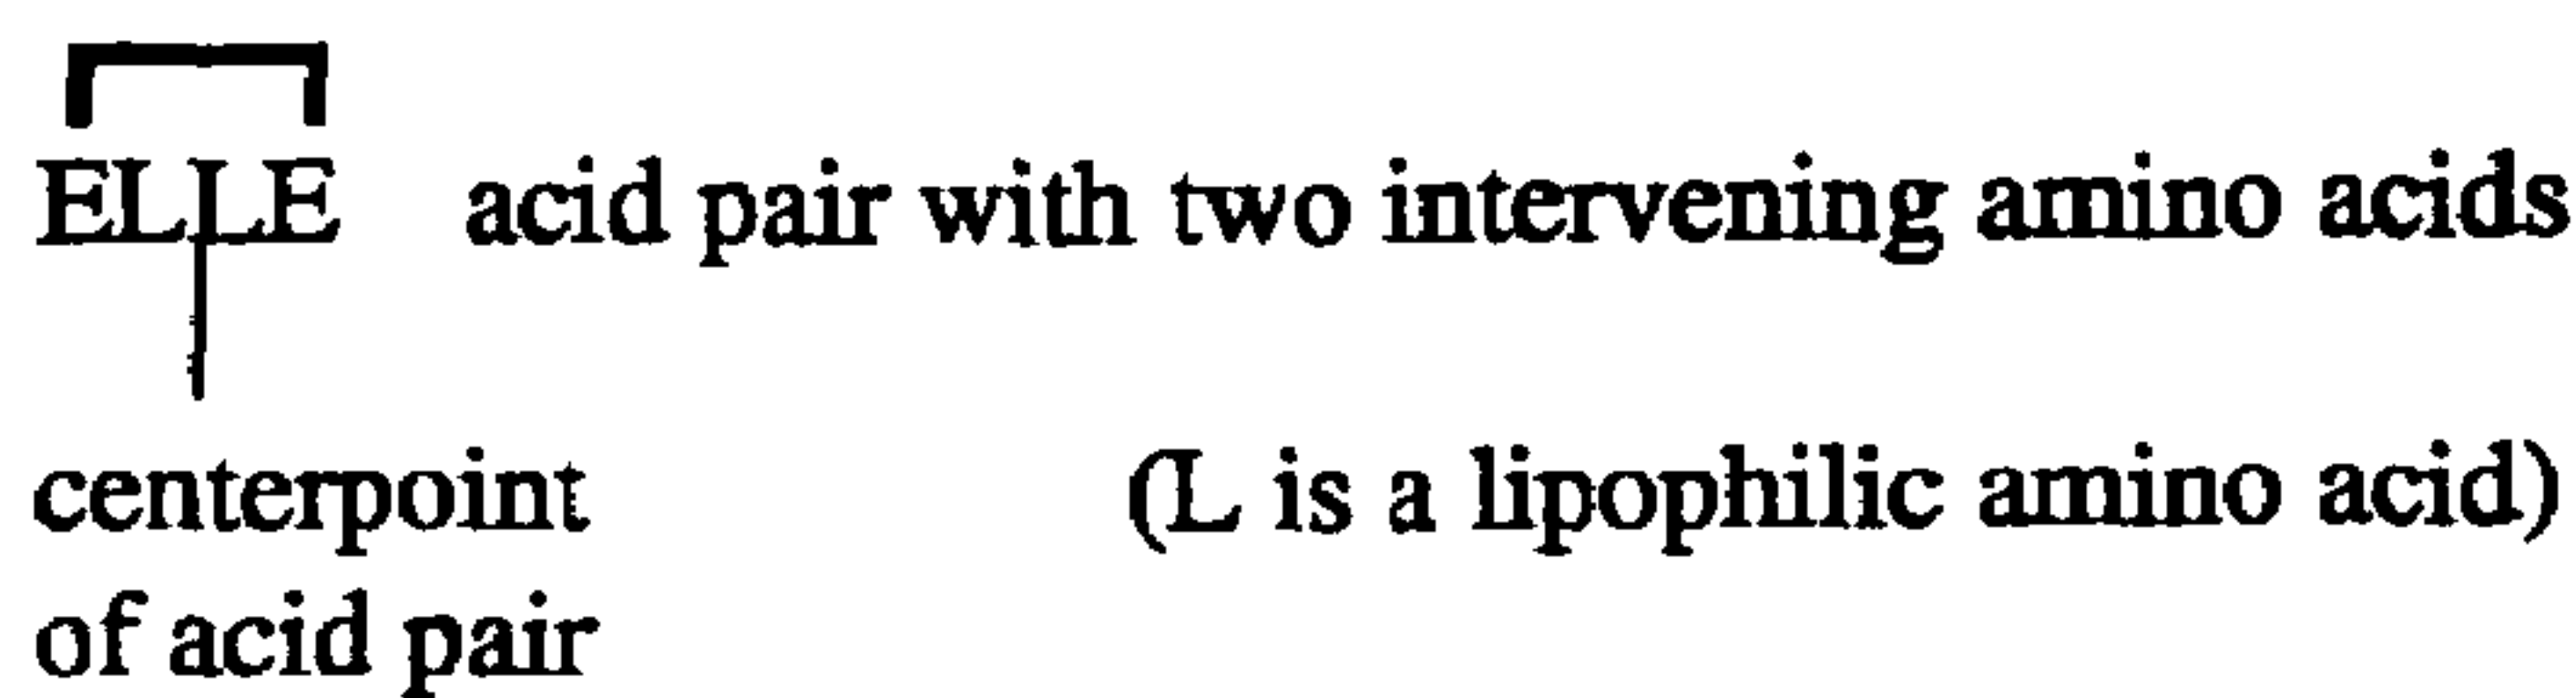 ELLE acid pair with two intervening amino acids
centerpoint (L is a lipophilic amino acid)
of acid pair